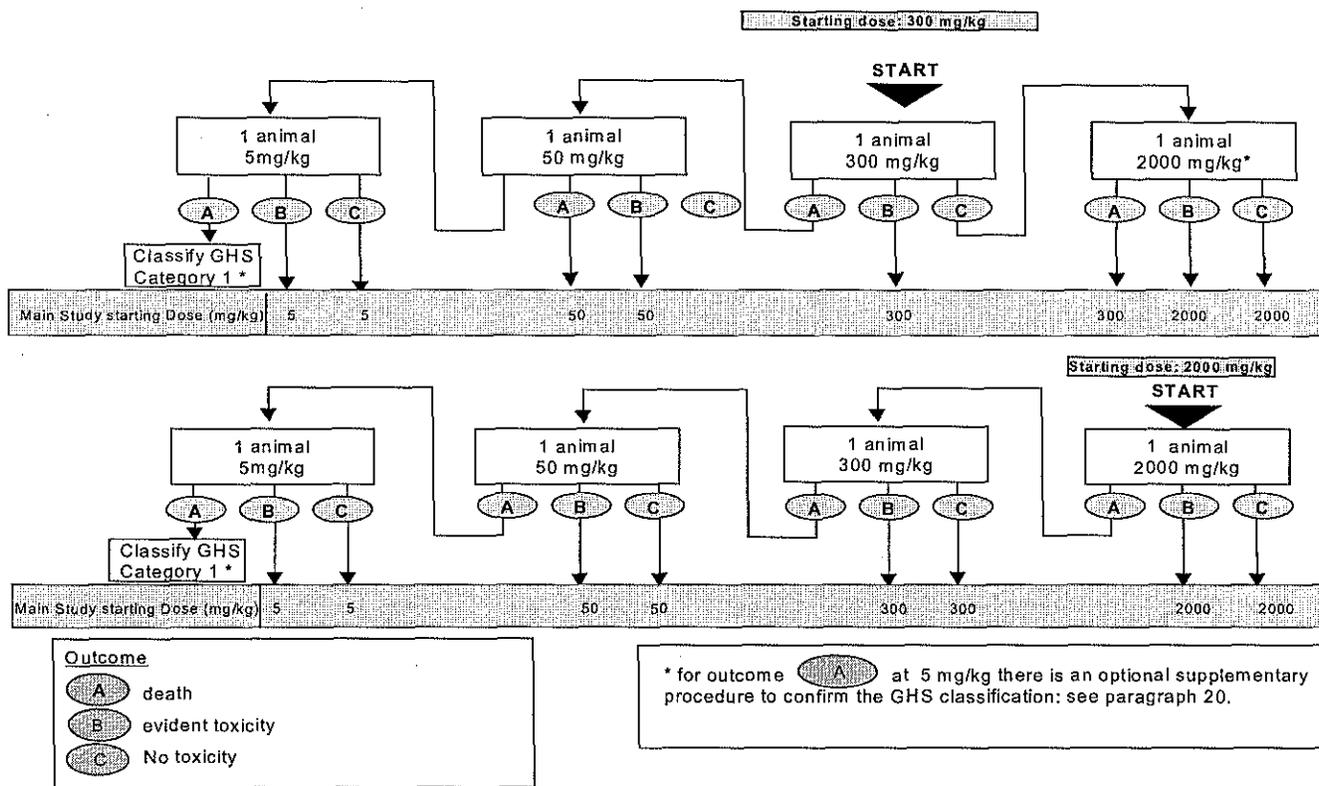 Starting dose: 300 mg/kg
START
1 animal
5mg/kg
1 animal
50 mg/kg
1 animal
300 mg/kg
1 animal
2000 mg/kg*
A B C
A B C
A B C
A B C
Classify GHS
Category 1 *
Main Study starting Dose (mg/kg) 5 5 50 50 300 300 2000 2000
Starting dose: 2000 mg/kg
START
1 animal
5mg/kg
1 animal
50 mg/kg
1 animal
300 mg/kg
1 animal
2000 mg/kg
A B C
A B C
A B C
A B C
Classify GHS
Category 1 *
Main Study starting Dose (mg/kg) 5 5 50 50 300 300 2000 2000
Outcome
A death
B evident toxicity
C No toxicity
* for outcome A at 5 mg/kg there is an optional supplementary
procedure to confirm the GHS classification: see paragraph 20.